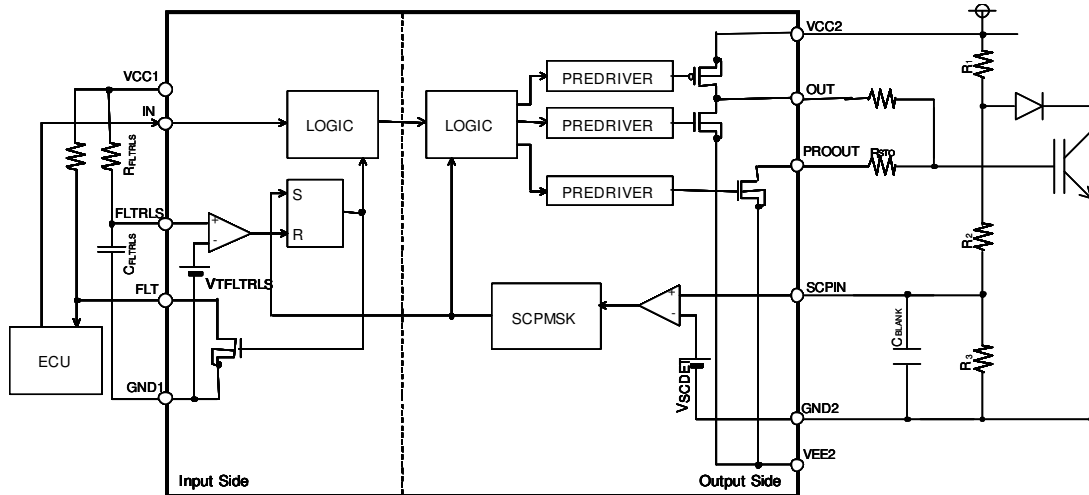 VCC2
VCC1
PREDRIVER
R1
IN
OUT
LOGIC
LOGIC
PREDRIVER
RFLTRLS
PROOUT
RSTO
PREDRIVER
S
FLTRLS
R
R2
CFLTRLS
VTFLTRLS
FLT
SCPIN
SCPMSK
CBLANK
ECU
R3
VSCDET
GND1
GND2
VEE2
Input Side
Output Side